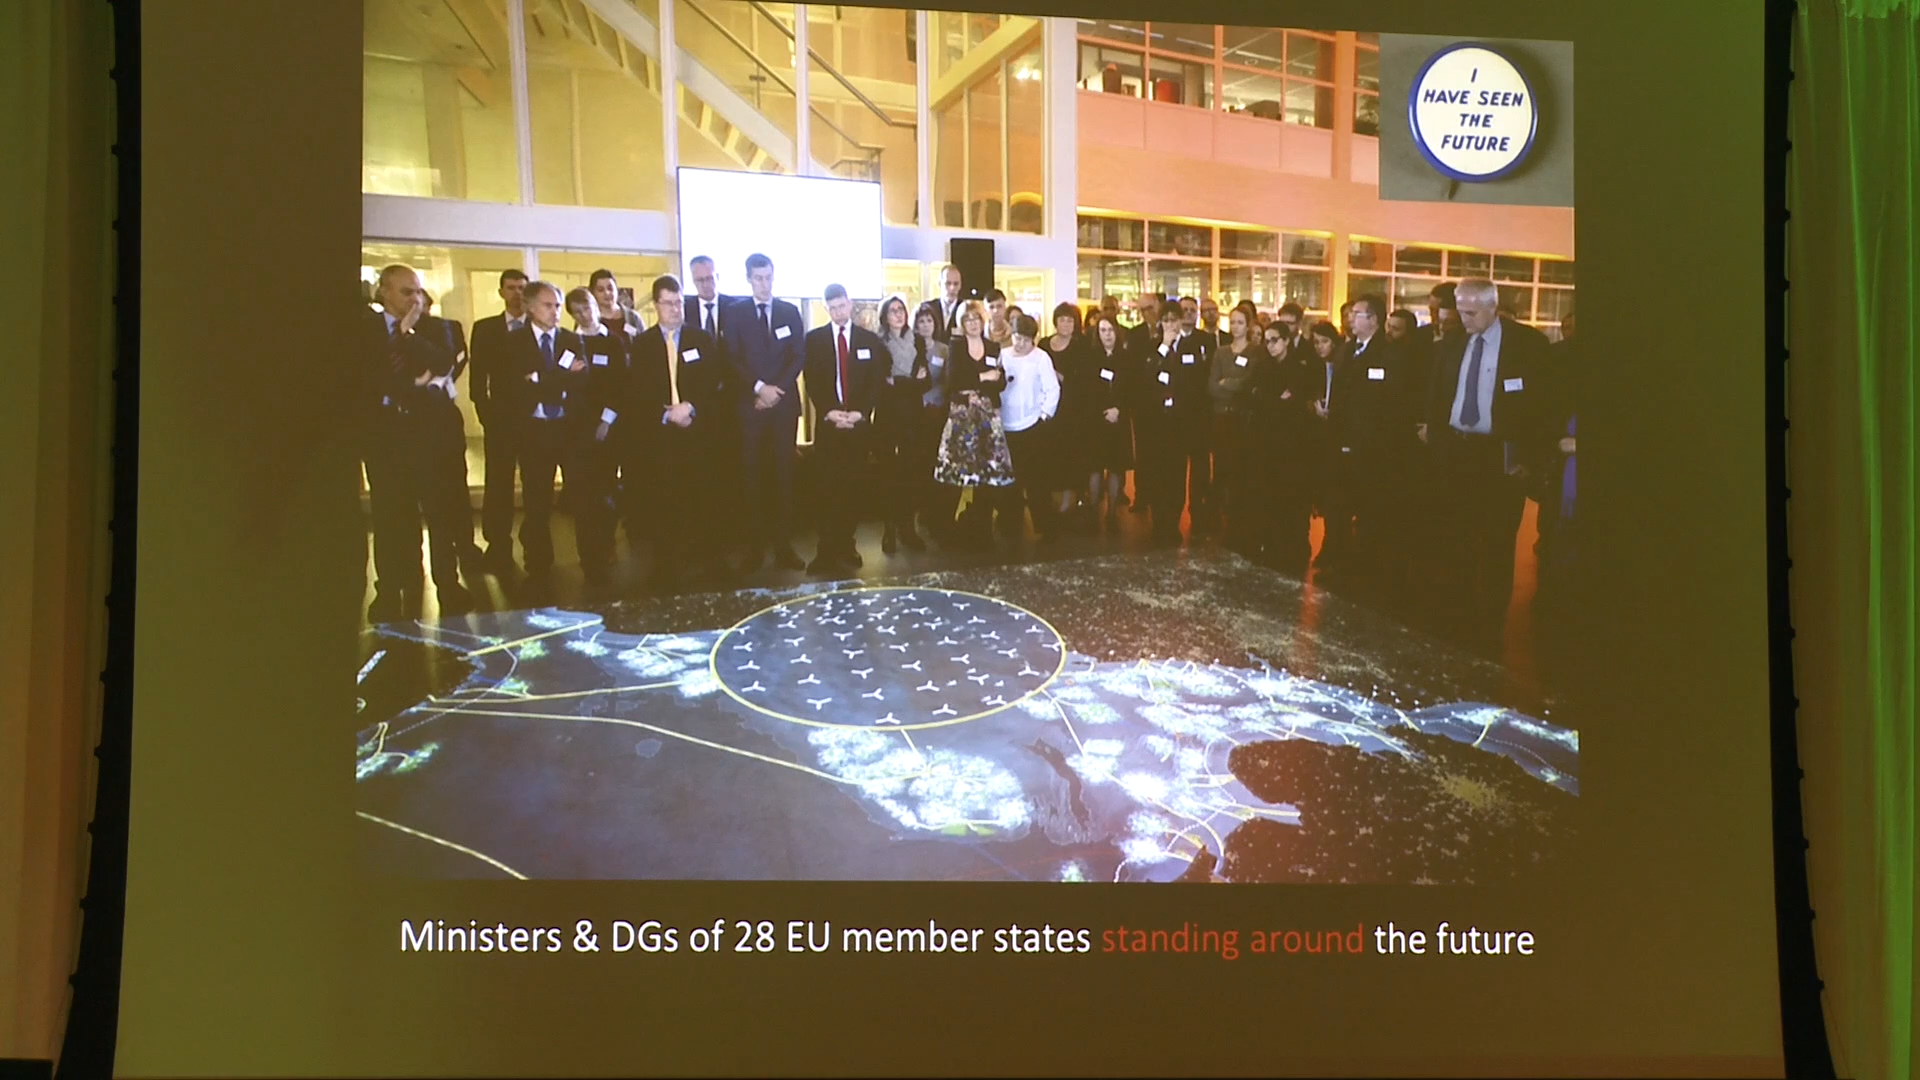 I
HAVE SEEN
THE
FUTURE
Ministers & DGs of 28 EU member states standing around the future